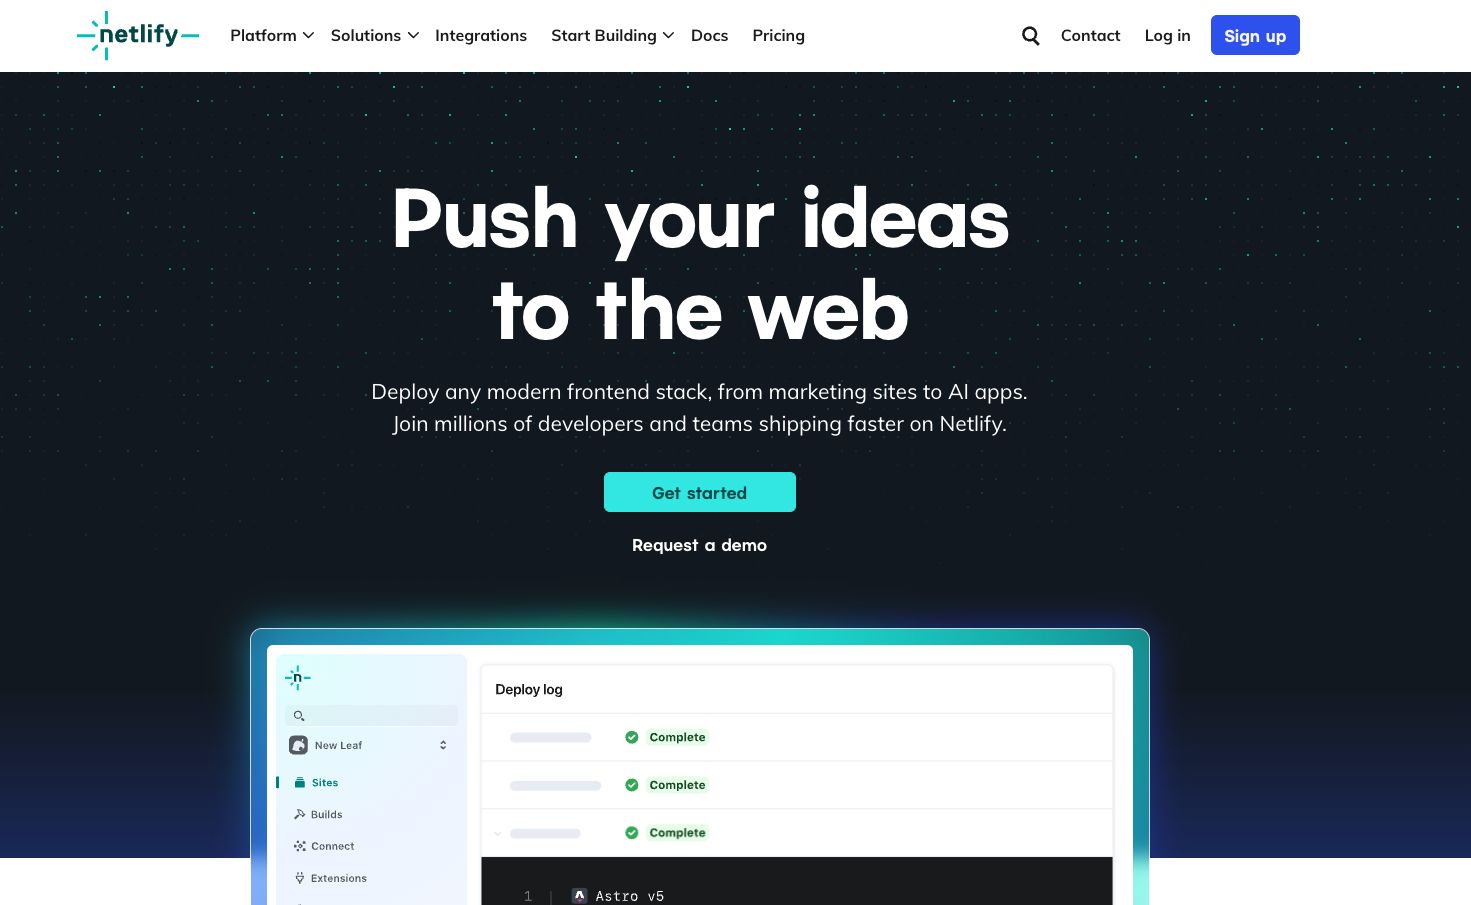 netlify
Platform Solutions Integrations Start Building Docs Pricing
Contact Log in Sign up
Push your ideas
to the web
Deploy any modern frontend stack, from marketing sites to AI apps.
Join millions of developers and teams shipping faster on Netlify.
Get started
Request a demo
n
New Leaf
Sites
Builds
Connect
Extensions
Deploy log
Complete
Complete
Complete
1 | Astro v5